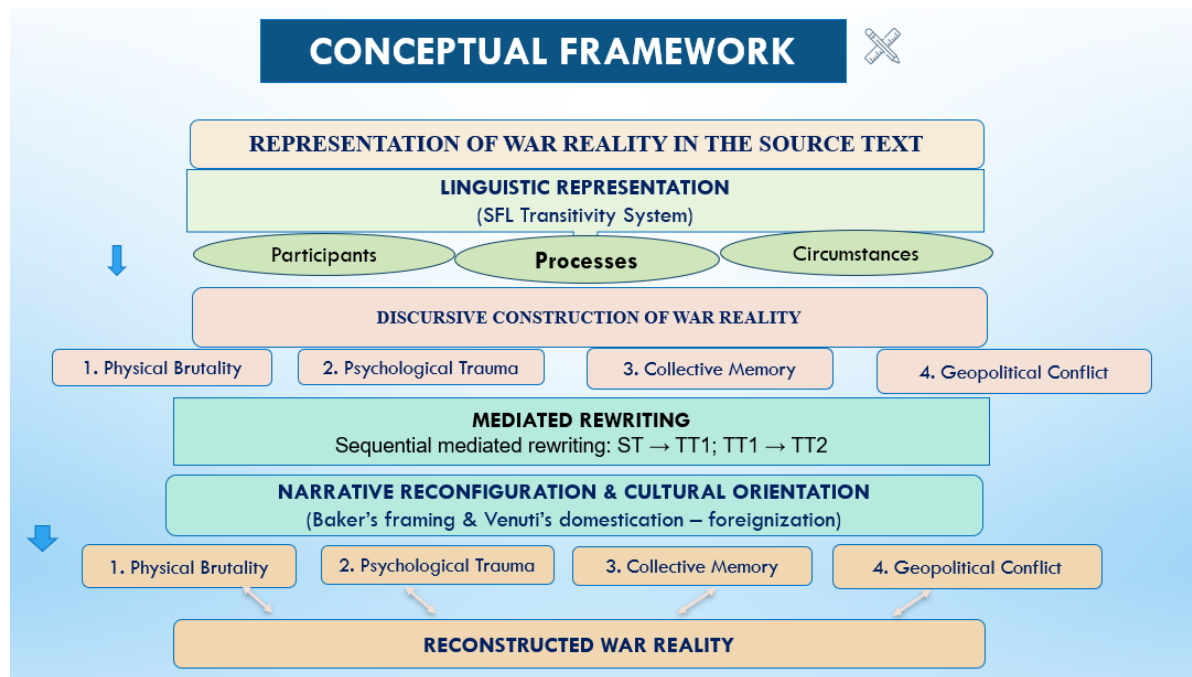 CONCEPTUAL FRAMEWORK
REPRESENTATION OF WAR REALITY IN THE SOURCE TEXT
LINGUISTIC REPRESENTATION
(SFL Transitivity System)
Participants
Processes
Circumstances
DISCURSIVE CONSTRUCTION OF WAR REALITY
1. Physical Brutality
2. Psychological Trauma
3. Collective Memory
4. Geopolitical Conflict
MEDIATED REWRITING
Sequential mediated rewriting: ST → TT1; TT1 → TT2
NARRATIVE RECONFIGURATION & CULTURAL ORIENTATION
(Baker’s framing & Venuti’s domestication – foreignization)
1. Physical Brutality
2. Psychological Trauma
3. Collective Memory
4. Geopolitical Conflict
RECONSTRUCTED WAR REALITY